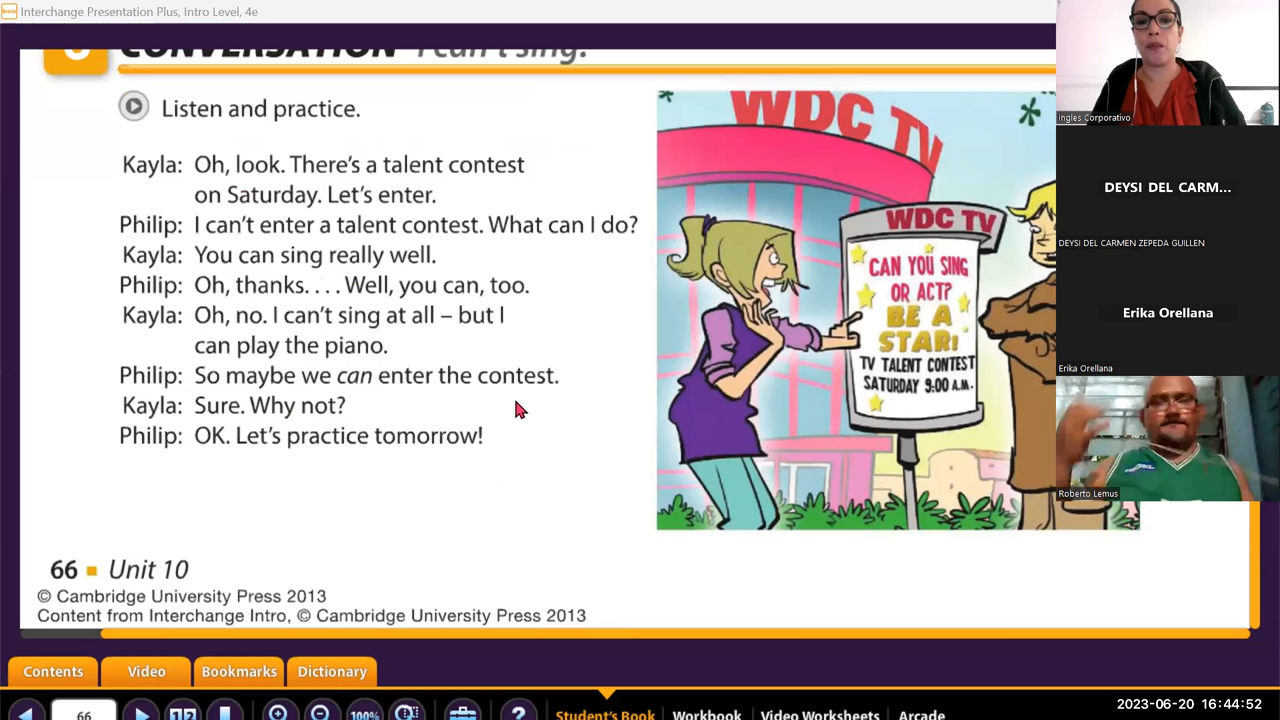 Interchange Presentation Plus, Intro Level, 4e
CONVERSATION I can't sing.
Listen and practice.
Kayla: Oh, look. There's a talent contest
on Saturday. Let's enter.
Philip: I can't enter a talent contest. What can I do?
Kayla: You can sing really well.
Philip: Oh, thanks. . . . Well, you can, too.
Kayla: Oh, no. I can't sing at all – but I
can play the piano.
Philip: So maybe we can enter the contest.
Kayla: Sure. Why not?
Philip: OK. Let's practice tomorrow!
WDC TV
WDC TV
CAN YOU SING
OR ACT?
BE A
STAR!
TV TALENT CONTEST
SATURDAY 9:00 A.M.
66 Unit 10
© Cambridge University Press 2013
Content from Interchange Intro, © Cambridge University Press 2013
Contents Video Bookmarks Dictionary
66 1 2 100% ?
Student's Book Workbook Video Worksheets Arcade
Ingles Corporativo
DEYSI DEL CARM...
DEYSI DEL CARMEN ZEPEDA GUILLEN
Erika Orellana
Erika Orellana
Roberto Lemus
2023-06-20 16:44:52